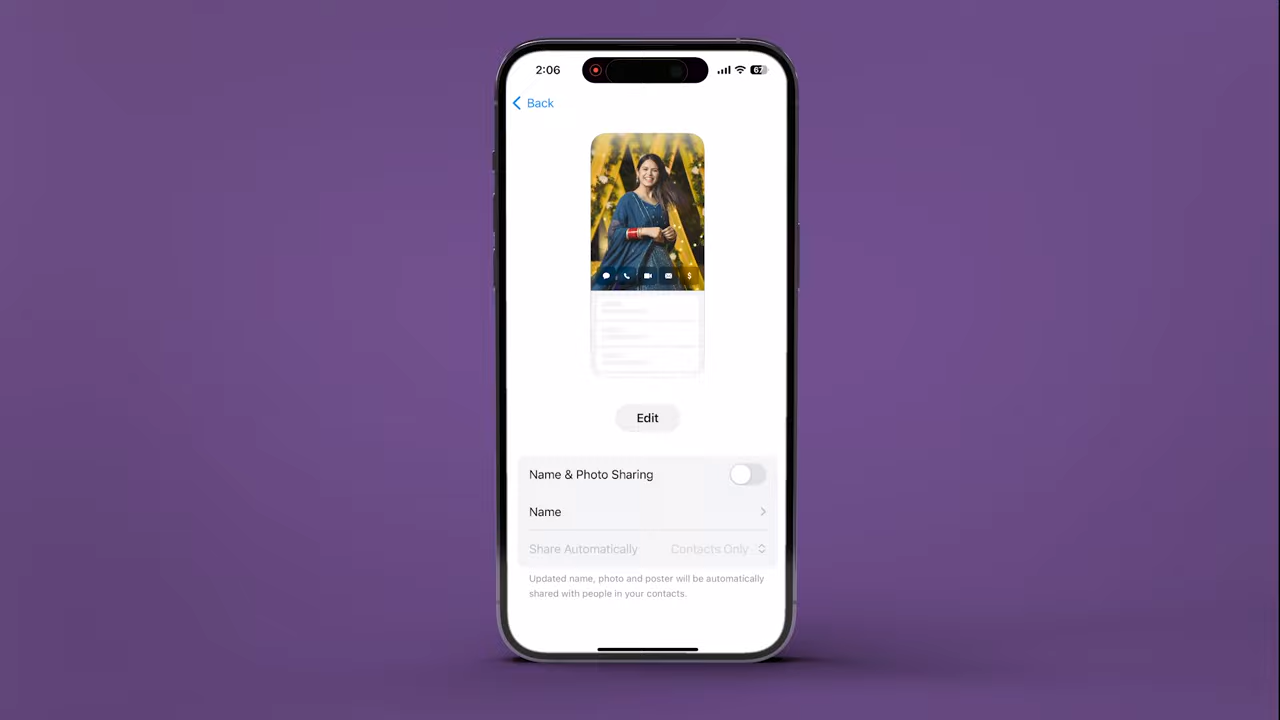 2:06
67
Back
$
Edit
Name & Photo Sharing
Name
Share Automatically Contacts Only
Updated name, photo and poster will be automatically
shared with people in your contacts.